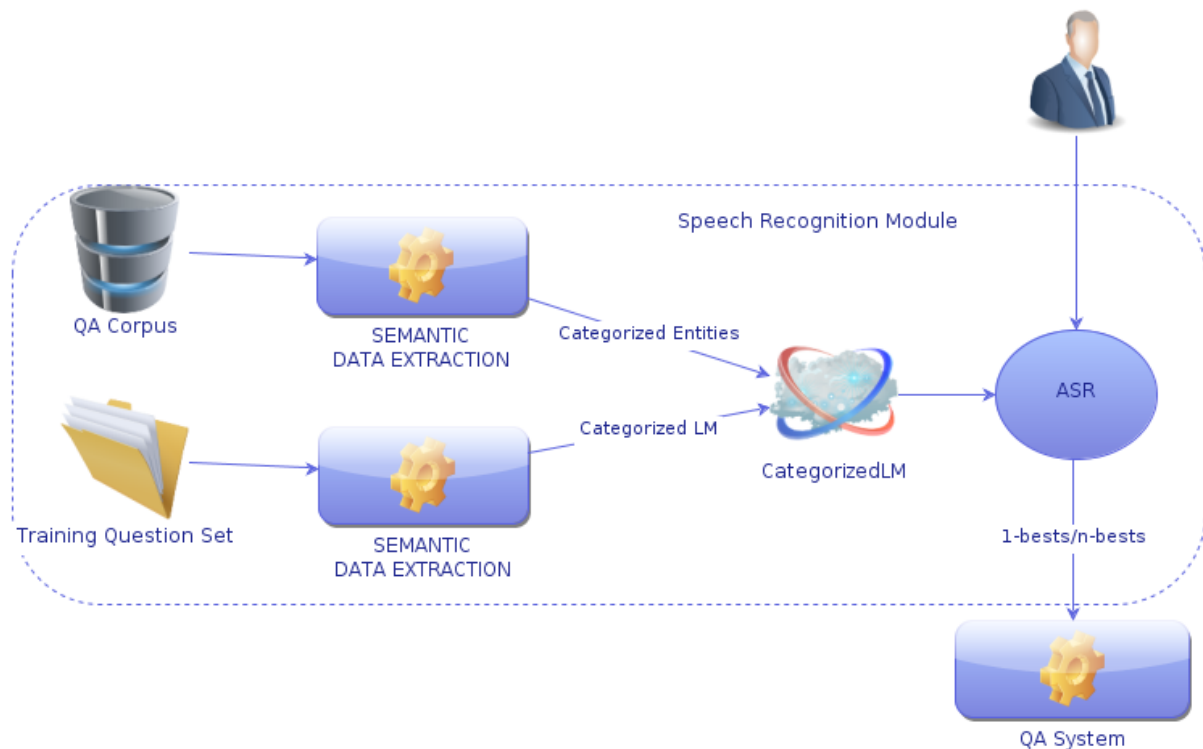 Speech Recognition Module
QA Corpus
SEMANTIC
DATA EXTRACTION
Categorized Entities
ASR
Categorized LM
CategorizedLM
Training Question Set
SEMANTIC
DATA EXTRACTION
1-bests/n-bests
QA System